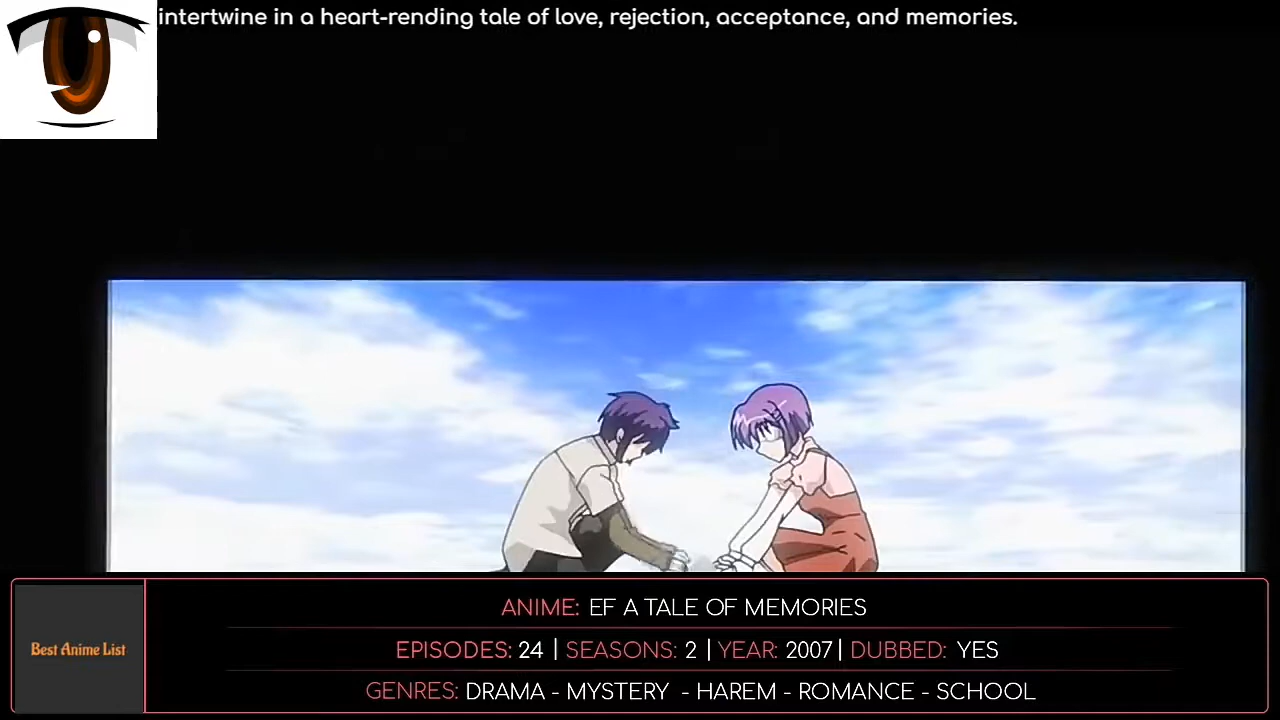 intertwine in a heart-rending tale of love, rejection, acceptance, and memories.
ANIME: EF A TALE OF MEMORIES
Best Anime List
EPISODES: 24 | SEASONS: 2 | YEAR: 2007 | DUBBED: YES
GENRES: DRAMA - MYSTERY - HAREM - ROMANCE - SCHOOL